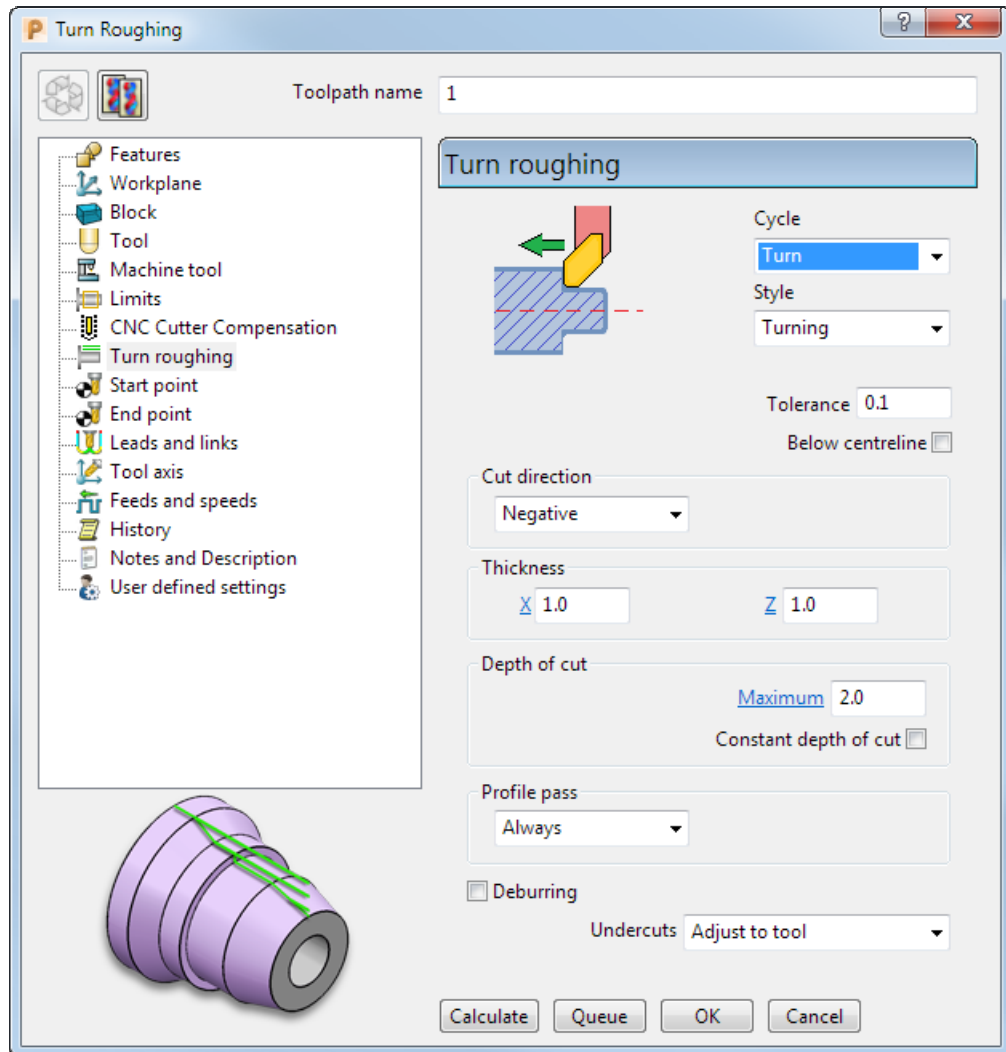 Turn Roughing
Toolpath name 1
Features
Workplane
Block
Tool
Machine tool
Limits
CNC Cutter Compensation
Turn roughing
Start point
End point
Leads and links
Tool axis
Feeds and speeds
History
Notes and Description
User defined settings
Turn roughing
Cycle
Turn
Style
Turning
Tolerance 0.1
Below centreline
Cut direction
Negative
Thickness
X 1.0 Z 1.0
Depth of cut
Maximum 2.0
Constant depth of cut
Profile pass
Always
Deburring
Undercuts Adjust to tool
Calculate Queue OK Cancel